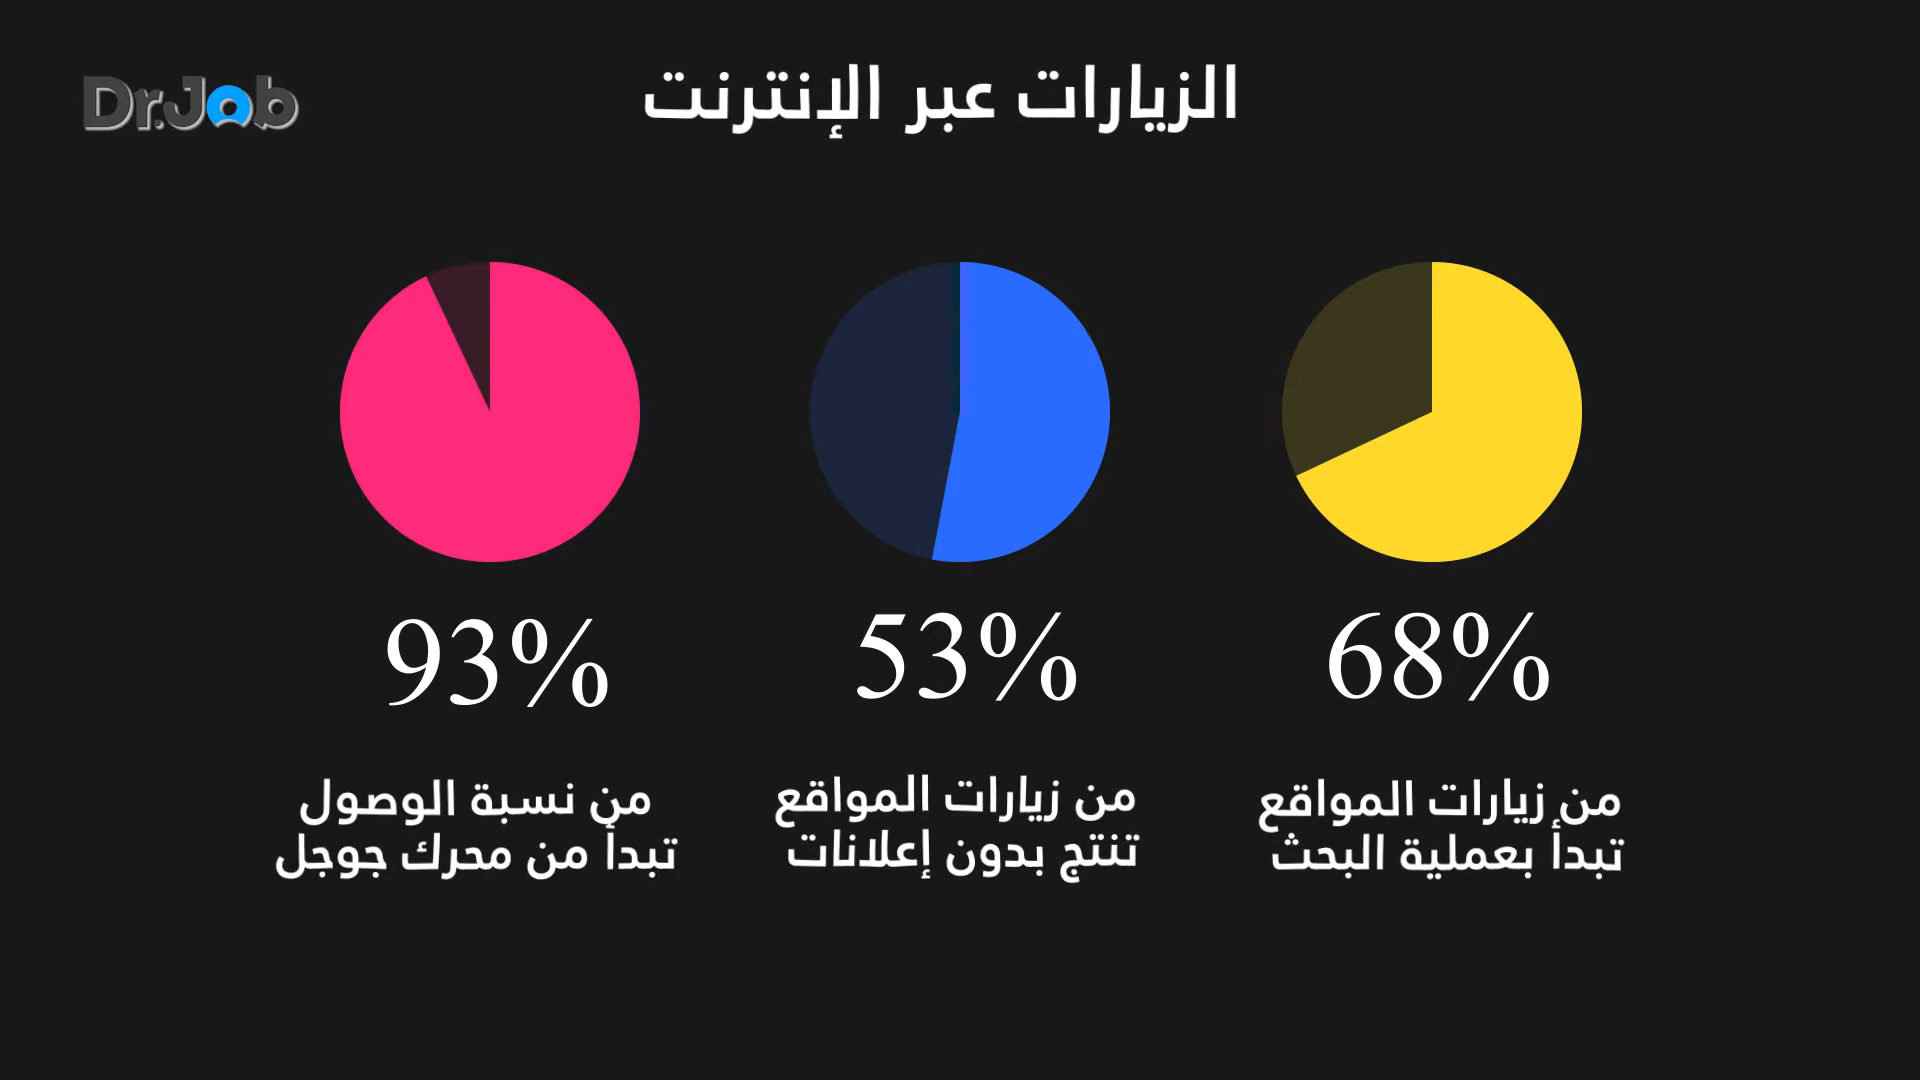 Dr.Job
الزيارات عبر الإنترنت
68%
من زيارات المواقع
تبدأ بعملية البحث
53%
من زيارات المواقع
تنتج بدون إعلانات
93%
من نسبة الوصول
تبدأ من محرك جوجل